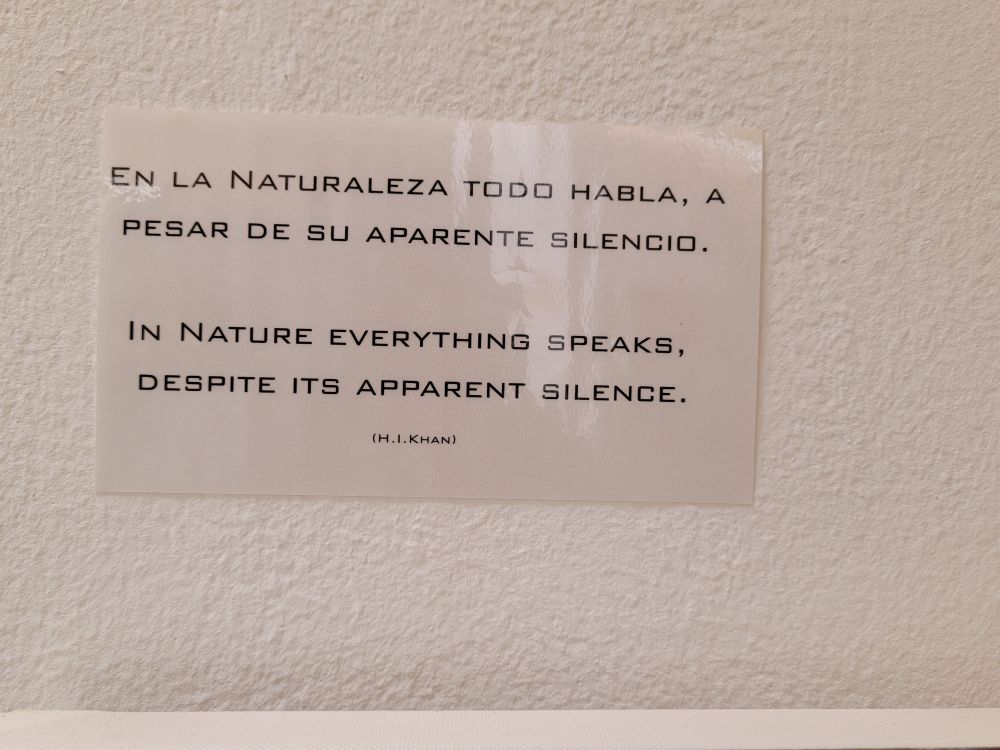 En la Naturaleza todo habla, a
pesar de su aparente silencio.
In Nature everything speaks,
despite its apparent silence.
(H.I.Khan)